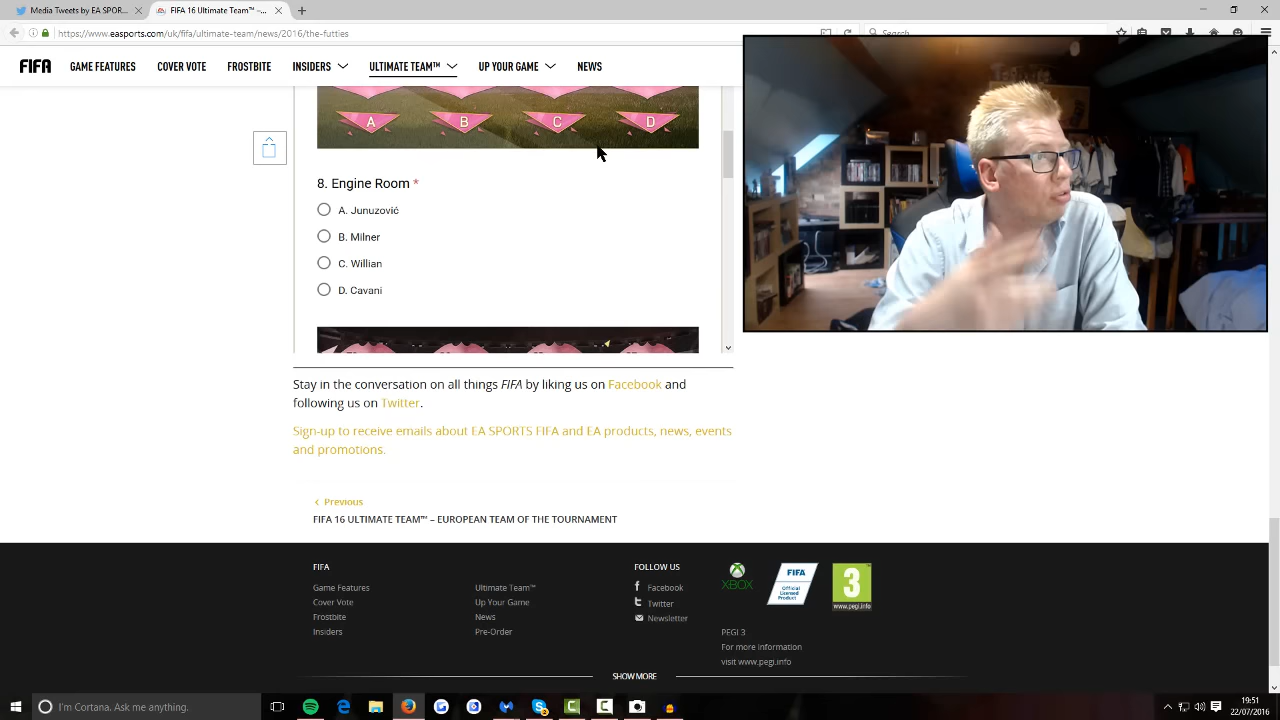 Media Tweets by EA SPOR...
FIFA 16 Ultimate Team™ -...
https://www.easports.com/uk/fifa/ultimate-team/news/2016/the-futties
Search
FIFA
GAME FEATURES
COVER VOTE
FROSTBITE
INSIDERS
ULTIMATE TEAM™
UP YOUR GAME
NEWS
A
B
C
D
8. Engine Room *
A. Junuzović
B. Milner
C. Willian
D. Cavani
Stay in the conversation on all things FIFA by liking us on Facebook and
following us on Twitter.
Sign-up to receive emails about EA SPORTS FIFA and EA products, news, events
and promotions.
< Previous
FIFA 16 ULTIMATE TEAM™ – EUROPEAN TEAM OF THE TOURNAMENT
FIFA
Game Features
Cover Vote
Frostbite
Insiders
Ultimate Team™
Up Your Game
News
Pre-Order
FOLLOW US
Facebook
Twitter
Newsletter
XBOX
FIFA
Official
Licensed
Product
3
www.pegi.info
PEGI 3
For more information
visit www.pegi.info
SHOW MORE
I'm Cortana. Ask me anything.
19:51
22/07/2016